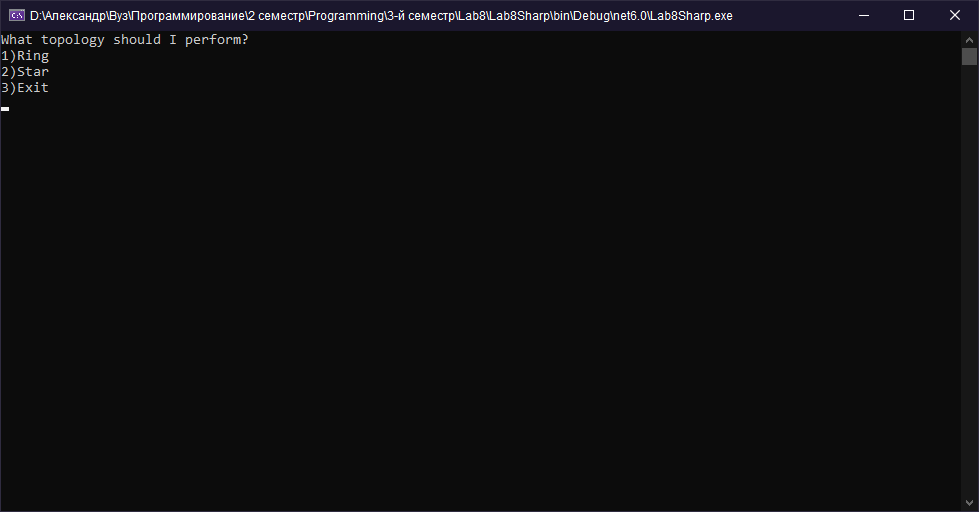 D:\Александр\Вуз\Программирование\2 семестр\Programming\3-й семестр\Lab8\Lab8Sharp\bin\Debug\net6.0\Lab8Sharp.exe
What topology should I perform?
1)Ring
2)Star
3)Exit